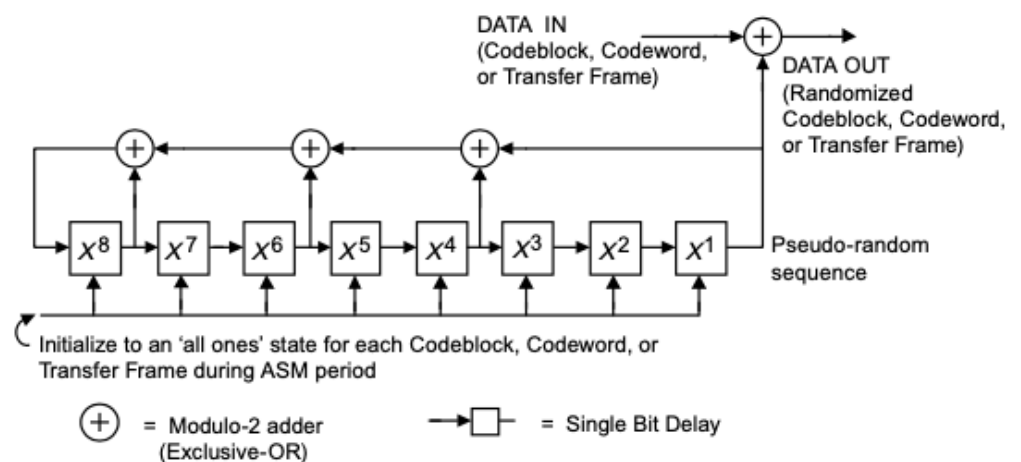 DATA IN
(Codeblock, Codeword,
or Transfer Frame)
DATA OUT
(Randomized
Codeblock, Codeword,
or Transfer Frame)
X8 X7 X6 X5 X4 X3 X2 X1
Pseudo-random
sequence
Initialize to an ‘all ones’ state for each Codeblock, Codeword, or
Transfer Frame during ASM period
= Modulo-2 adder
(Exclusive-OR)
= Single Bit Delay